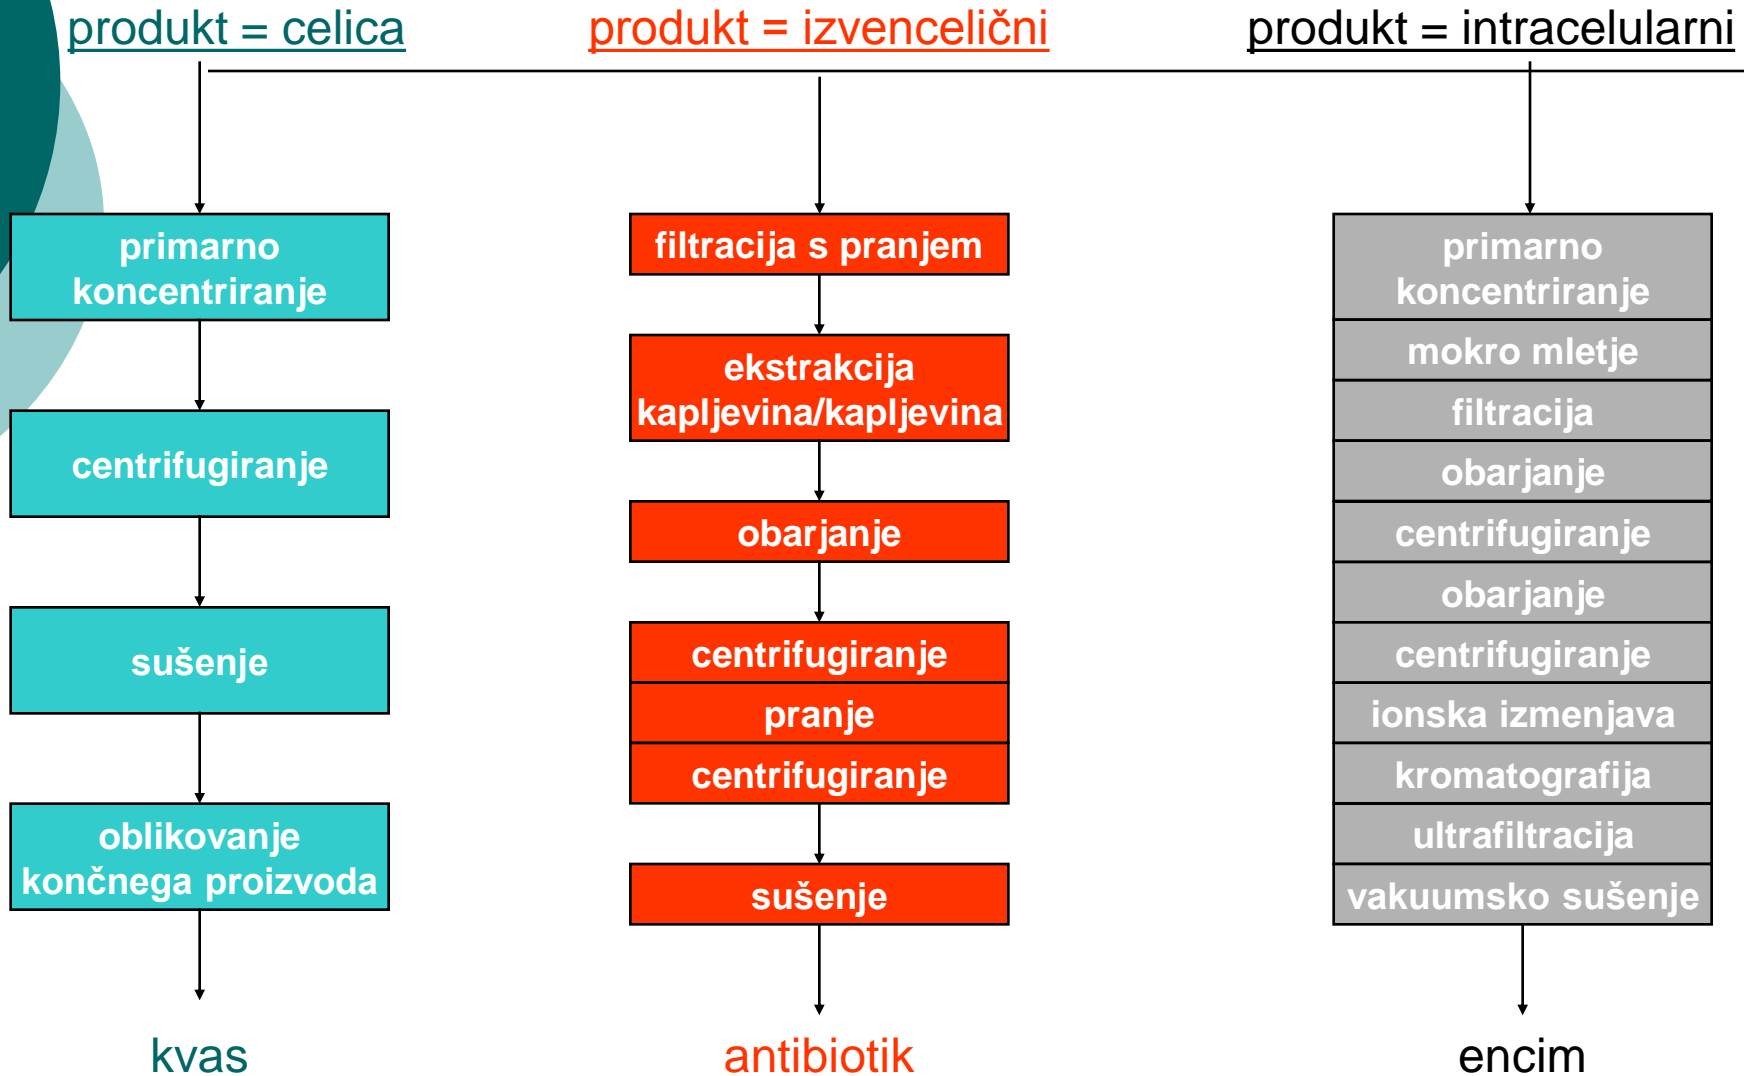 produkt = celica
primarno
koncentriranje
centrifugiranje
sušenje
oblikovanje
končnega proizvoda
kvas
produkt = izvencelični
filtracija s pranjem
ekstrakcija
kapljevina/kapljevina
obarjanje
centrifugiranje
pranje
centrifugiranje
sušenje
antibiotik
produkt = intracelularni
primarno
koncentriranje
mokro mletje
filtracija
obarjanje
centrifugiranje
obarjanje
centrifugiranje
ionska izmenjava
kromatografija
ultrafiltracija
vakuumsko sušenje
encim